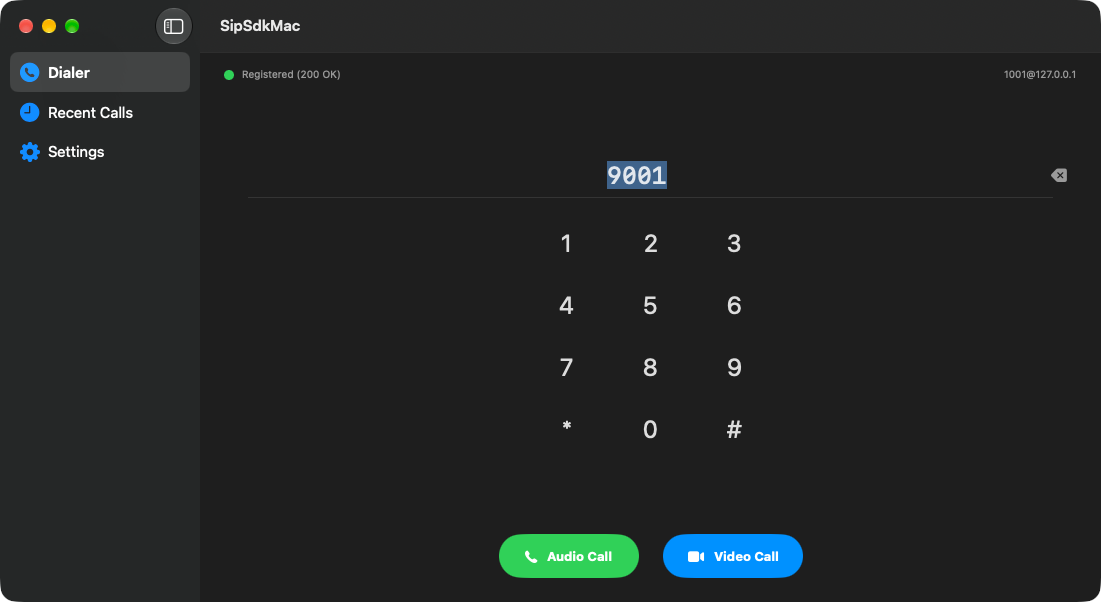 SipSdkMac
Dialer
Recent Calls
Settings
Registered (200 OK)
1001@127.0.0.1
9001
1 2 3
4 5 6
7 8 9
* 0 #
Audio Call
Video Call